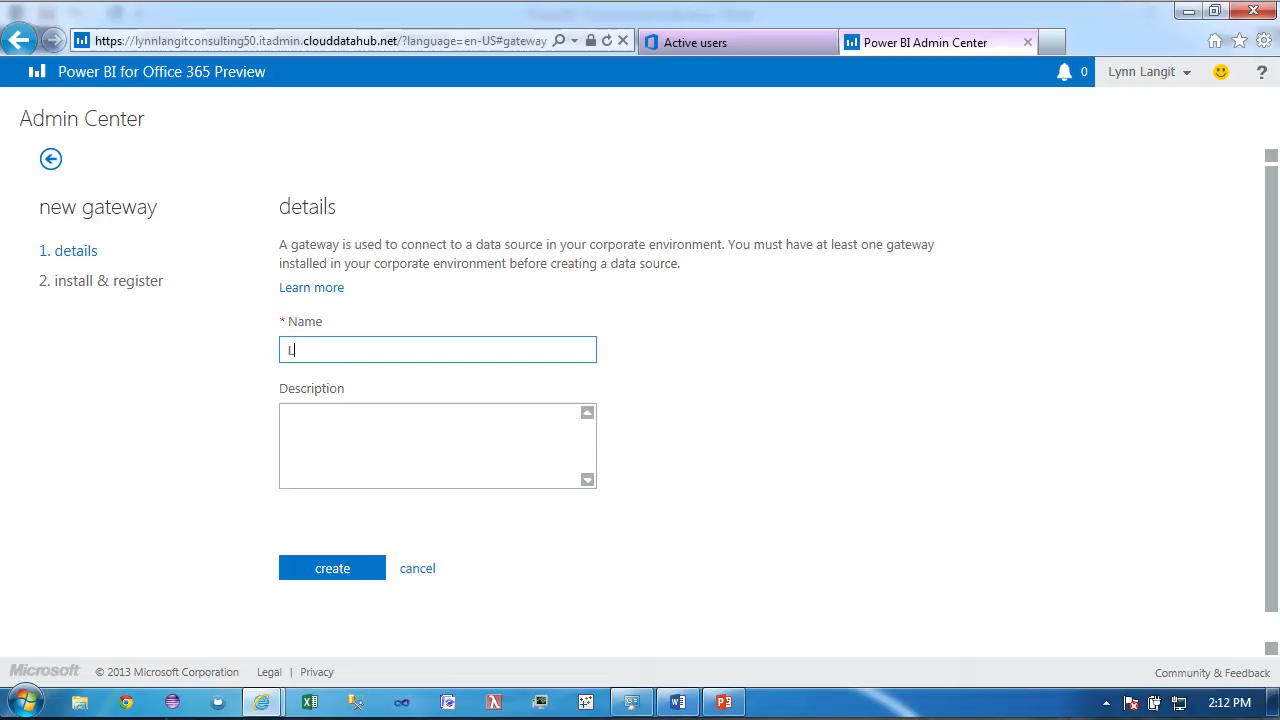 https://lynnlangitconsulting50.itadmin.clouddatahub.net/?language=en-US#gateway
Active users
Power BI Admin Center
Power BI for Office 365 Preview
0
Lynn Langit
?
Admin Center
new gateway
1. details
2. install & register
details
A gateway is used to connect to a data source in your corporate environment. You must have at least one gateway
installed in your corporate environment before creating a data source.
Learn more
* Name
L
Description
create
cancel
Microsoft
© 2013 Microsoft Corporation
Legal | Privacy
Community & Feedback
2:12 PM